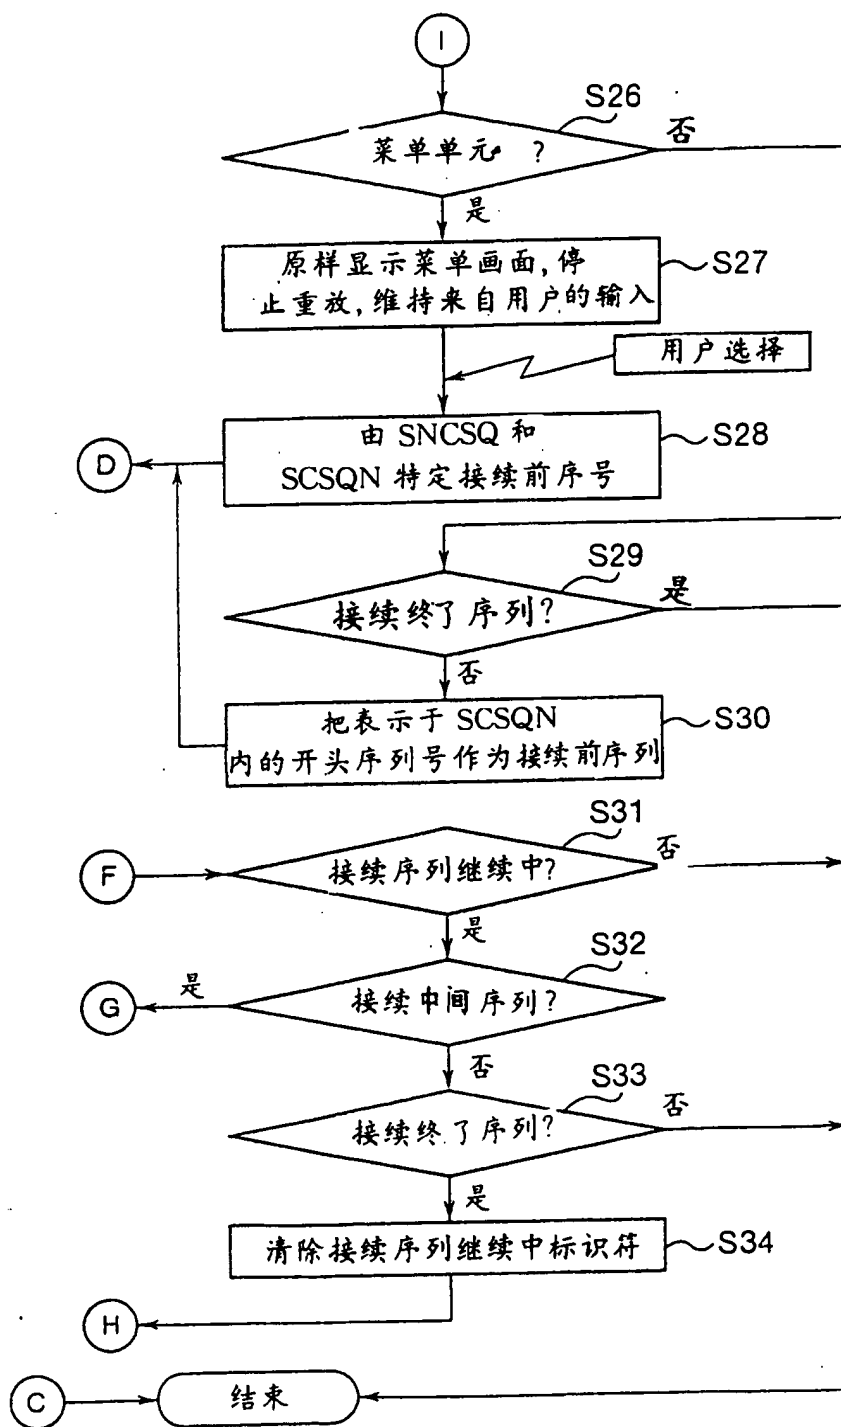 I
S26
菜单单元 ?
否
是
原样显示菜单画面,停
止重放,维持来自用户的输入
S27
用户选择
由 SNCSQ 和
SCSQN 特定接续前序号
S28
D
S29
接续终了序列?
是
否
把表示于 SCSQN
内的开头序列号作为接续前序列
S30
S31
F
接续序列继续中?
否
是
S32
G
是
接续中间序列?
否
S33
接续终了序列?
否
是
清除接续序列继续中标识符
S34
H
C
结束